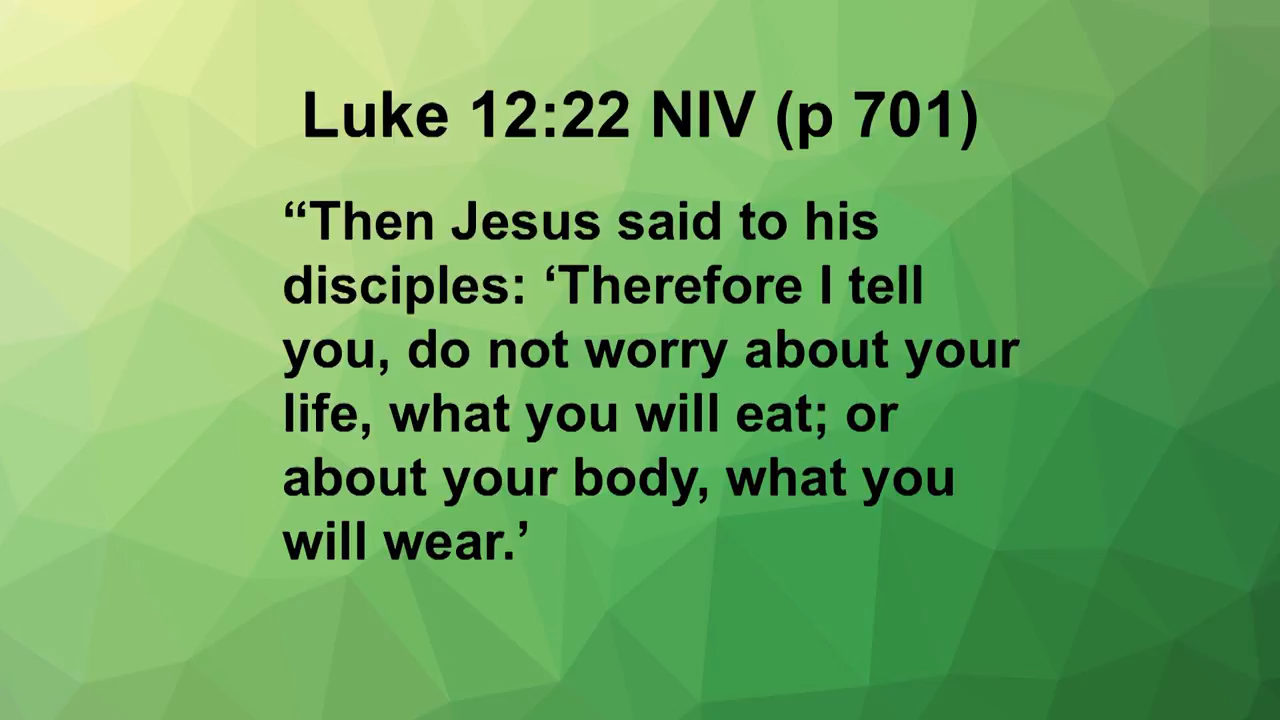 Luke 12:22 NIV (p 701)
“Then Jesus said to his
disciples: ‘Therefore I tell
you, do not worry about your
life, what you will eat; or
about your body, what you
will wear.’